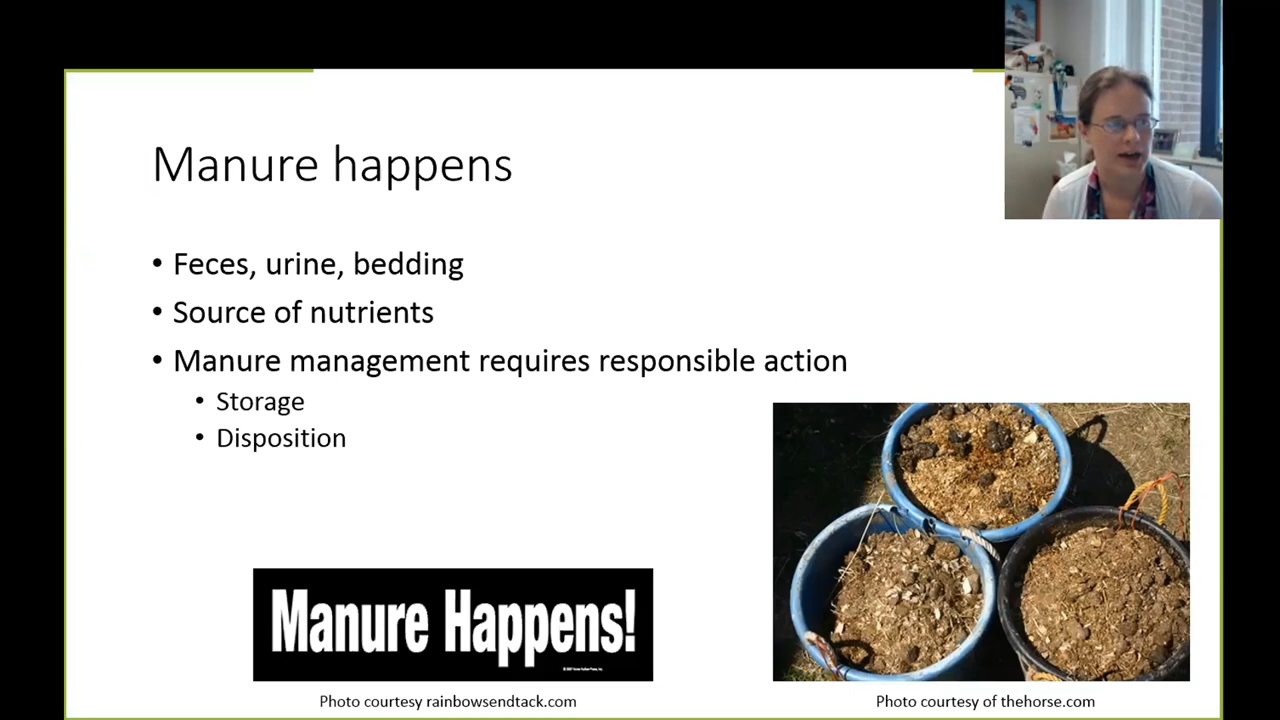 Manure happens
• Feces, urine, bedding
• Source of nutrients
• Manure management requires responsible action
• Storage
• Disposition
Manure Happens!
Photo courtesy rainbowsendtack.com
Photo courtesy of thehorse.com